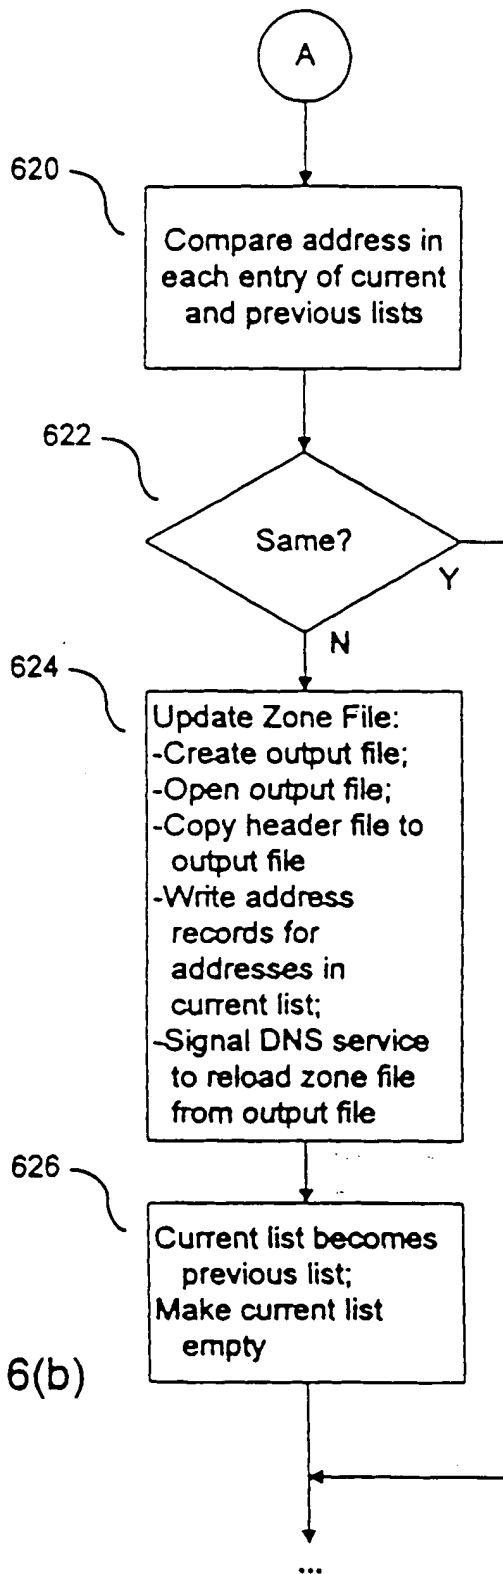 A
620
Compare address in
each entry of current
and previous lists
622
Same?
Y
N
624
Update Zone File:
-Create output file;
-Open output file;
-Copy header file to
output file
-Write address
records for
addresses in
current list;
-Signal DNS service
to reload zone file
from output file
626
Current list becomes
previous list;
Make current list
empty
6(b)
...